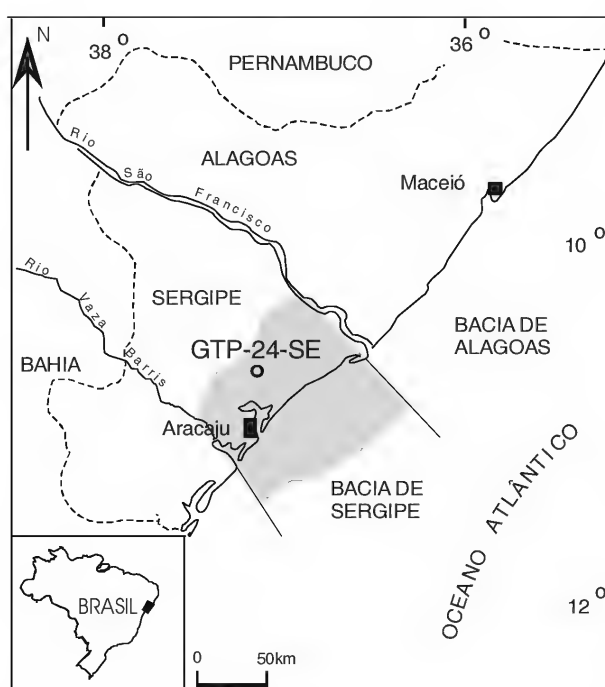 N
38 o
36 o
PERNAMBUCO
ALAGOAS
Rio São Francisco
Maceió
10 o
Rio Vaza Barris
SERGIPE
BACIA DE
ALAGOAS
GTP-24-SE
BAHIA
Aracaju
BACIA DE
SERGIPE
OCEANO ATLÂNTICO
BRASIL
12 o
0 50km